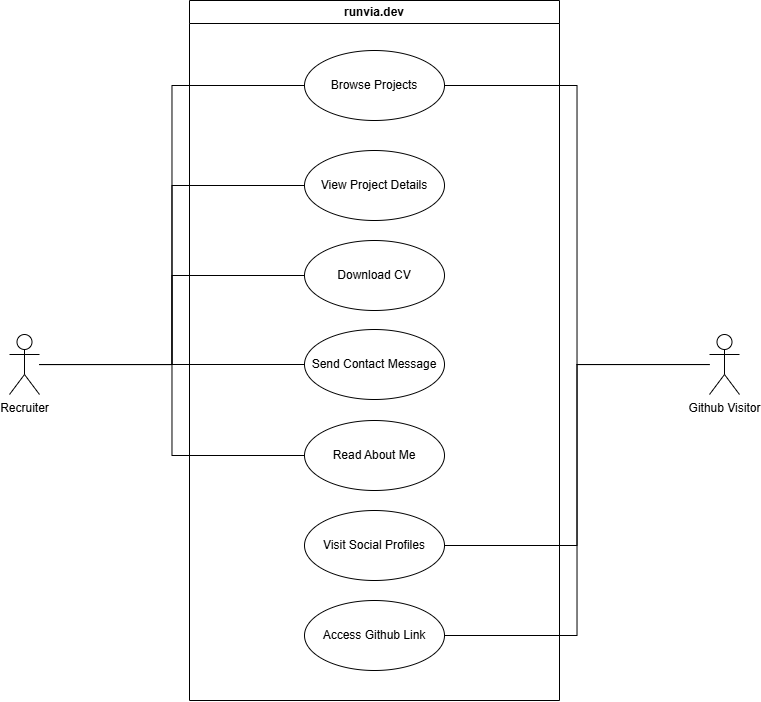 runvia.dev
Browse Projects
View Project Details
Download CV
Send Contact Message
Recruiter
Github Visitor
Read About Me
Visit Social Profiles
Access Github Link